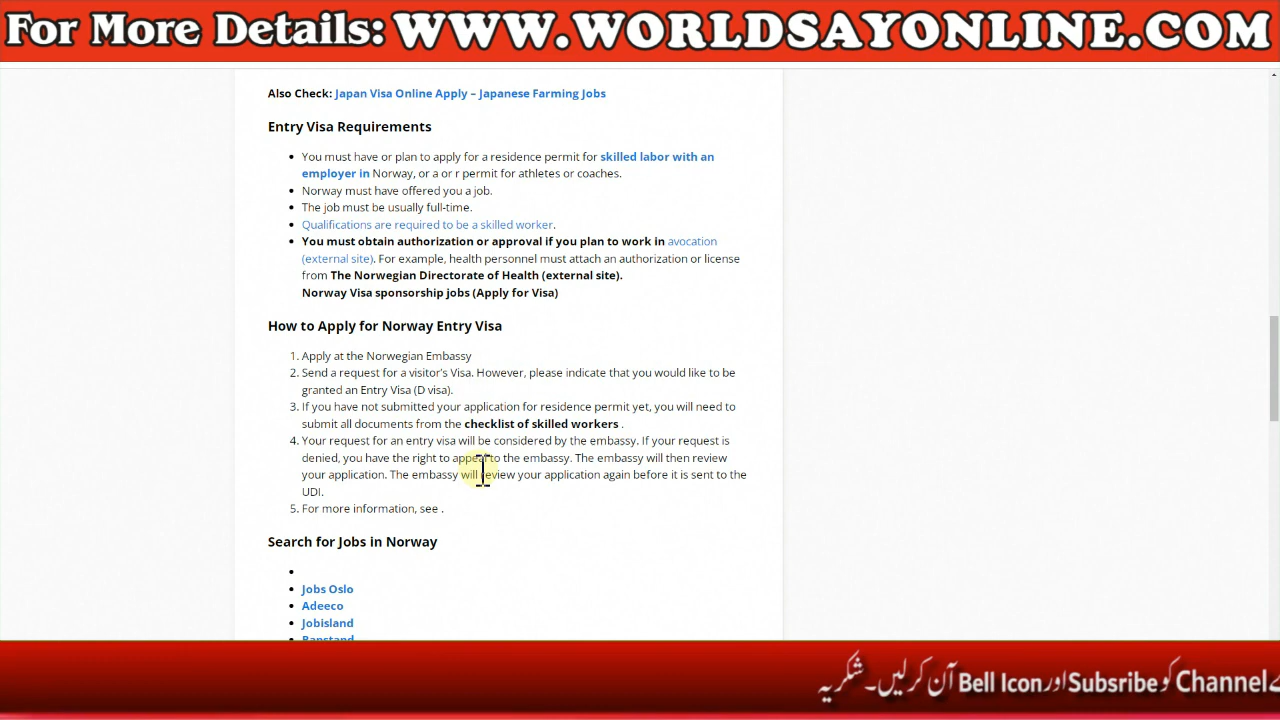 For More Details: WWW.WORLDSAYONLINE.COM
Also Check: Japan Visa Online Apply – Japanese Farming Jobs
Entry Visa Requirements
• You must have or plan to apply for a residence permit for skilled labor with an
employer in Norway, or a or r permit for athletes or coaches.
• Norway must have offered you a job.
• The job must be usually full-time.
• Qualifications are required to be a skilled worker.
• You must obtain authorization or approval if you plan to work in avocation
(external site). For example, health personnel must attach an authorization or license
from The Norwegian Directorate of Health (external site).
Norway Visa sponsorship jobs (Apply for Visa)
How to Apply for Norway Entry Visa
1. Apply at the Norwegian Embassy
2. Send a request for a visitor's Visa. However, please indicate that you would like to be
granted an Entry Visa (D visa).
3. If you have not submitted your application for residence permit yet, you will need to
submit all documents from the checklist of skilled workers .
4. Your request for an entry visa will be considered by the embassy. If your request is
denied, you have the right to appeal to the embassy. The embassy will then review
your application. The embassy will review your application again before it is sent to the
UDI.
5. For more information, see .
Search for Jobs in Norway
•
• Jobs Oslo
• Adeeco
• Jobisland
• Ranstand
Channel کو Subsribe اور Bell Icon آن کرلیں۔ شکریہ